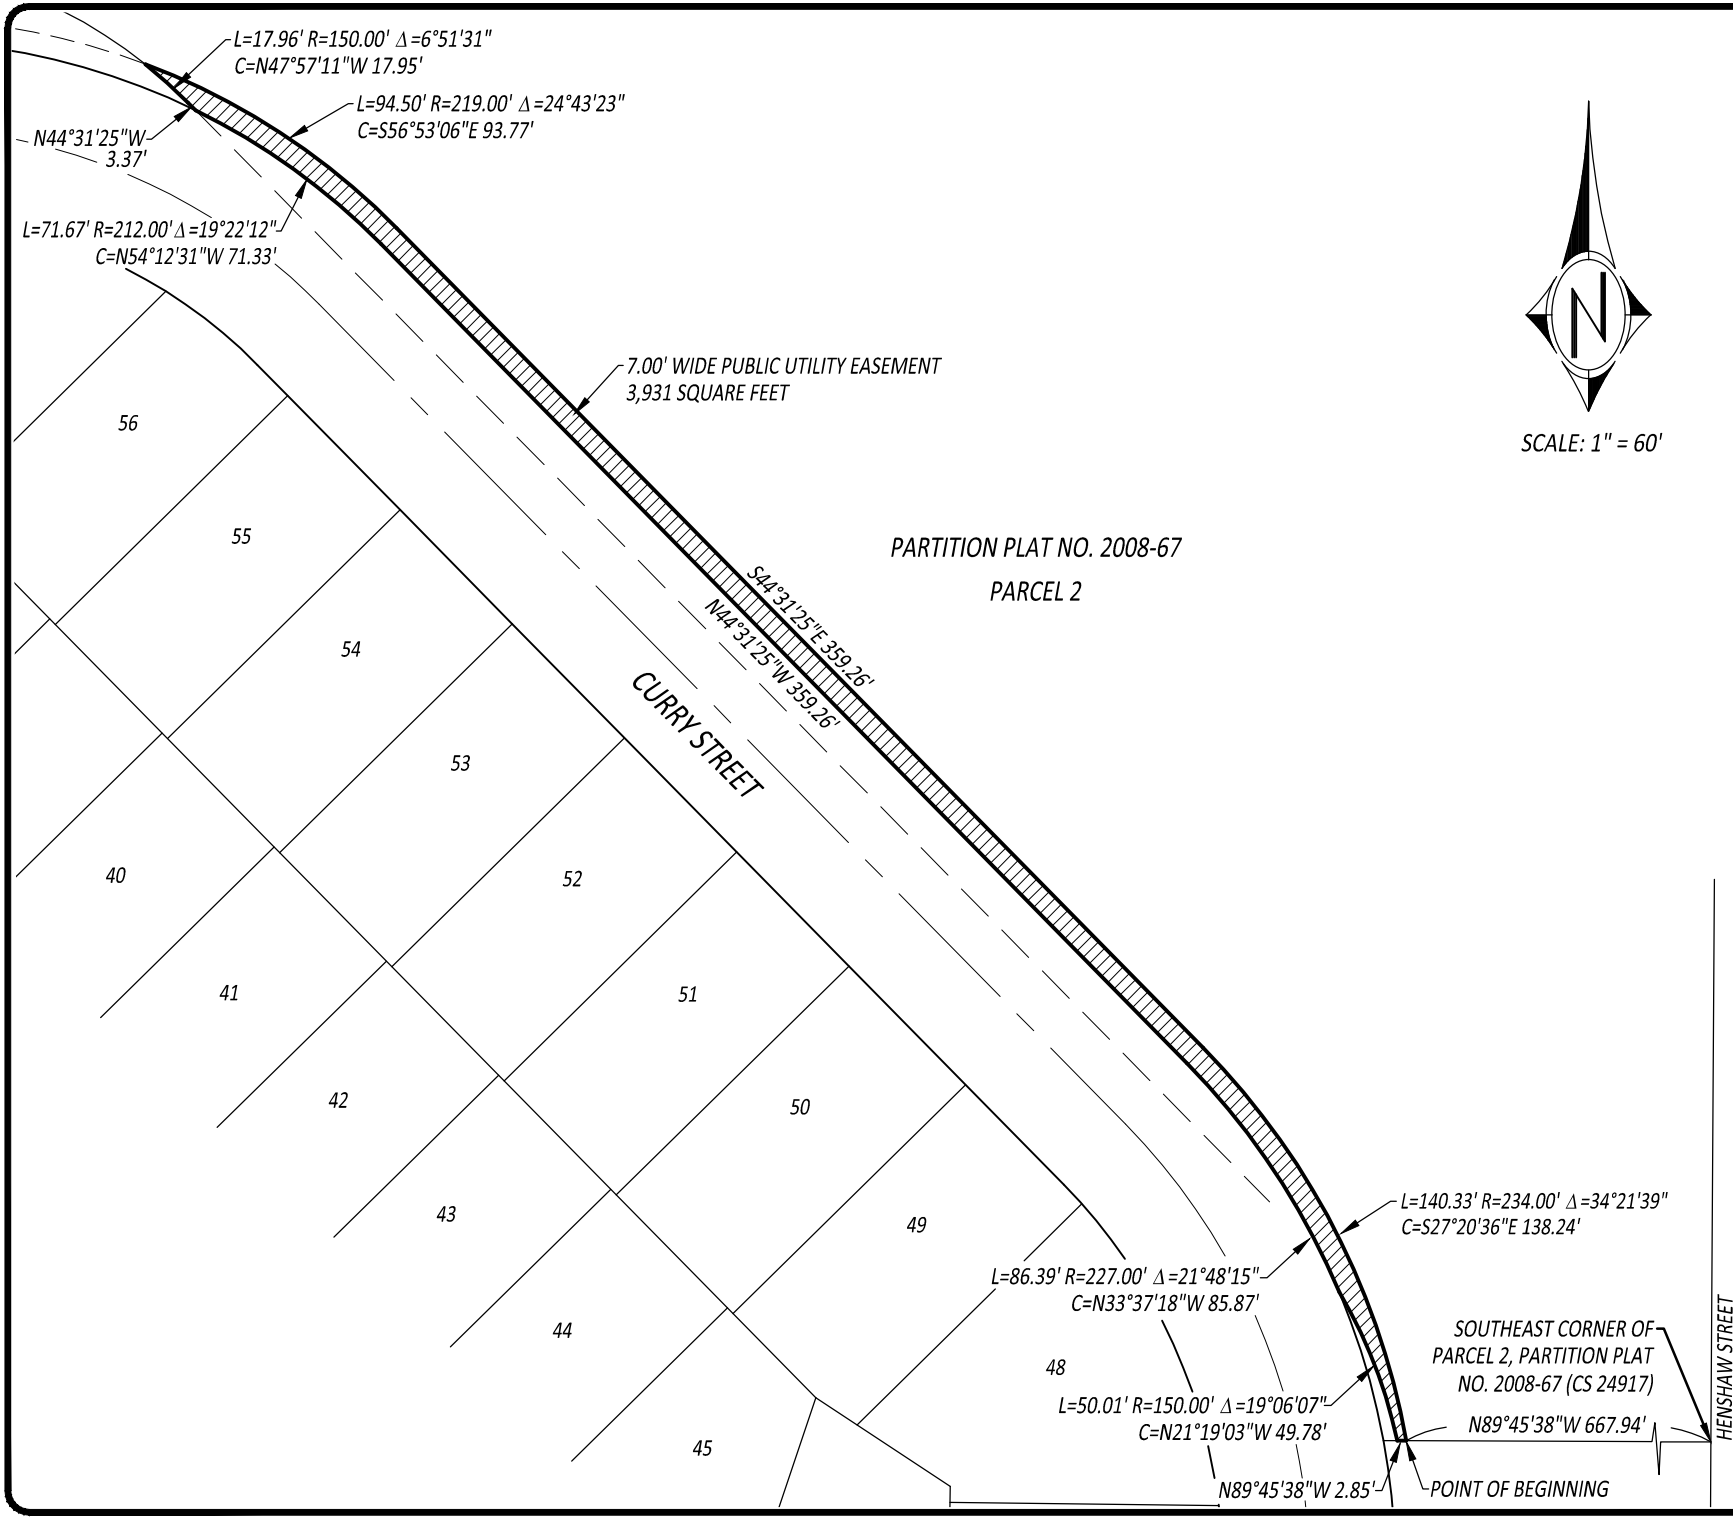 L=17.96' R=150.00' Δ=6°51'31"
C=N47°57'11"W 17.95'
L=94.50' R=219.00' Δ=24°43'23"
C=S56°53'06"E 93.77'
N44°31'25"W
3.37'
L=71.67' R=212.00' Δ=19°22'12"
C=N54°12'31"W 71.33'
7.00' WIDE PUBLIC UTILITY EASEMENT
3,931 SQUARE FEET
N
SCALE: 1" = 60'
PARTITION PLAT NO. 2008-67
PARCEL 2
S44°31'25"E 359.26'
N44°31'25"W 359.26'
CURRY STREET
56
55
54
53
52
51
50
49
48
40
41
42
43
44
45
L=140.33' R=234.00' Δ=34°21'39"
C=S27°20'36"E 138.24'
L=86.39' R=227.00' Δ=21°48'15"
C=N33°37'18"W 85.87'
L=50.01' R=150.00' Δ=19°06'07"
C=N21°19'03"W 49.78'
N89°45'38"W 2.85'
POINT OF BEGINNING
SOUTHEAST CORNER OF
PARCEL 2, PARTITION PLAT
NO. 2008-67 (CS 24917)
N89°45'38"W 667.94'
HENSHAW STREET